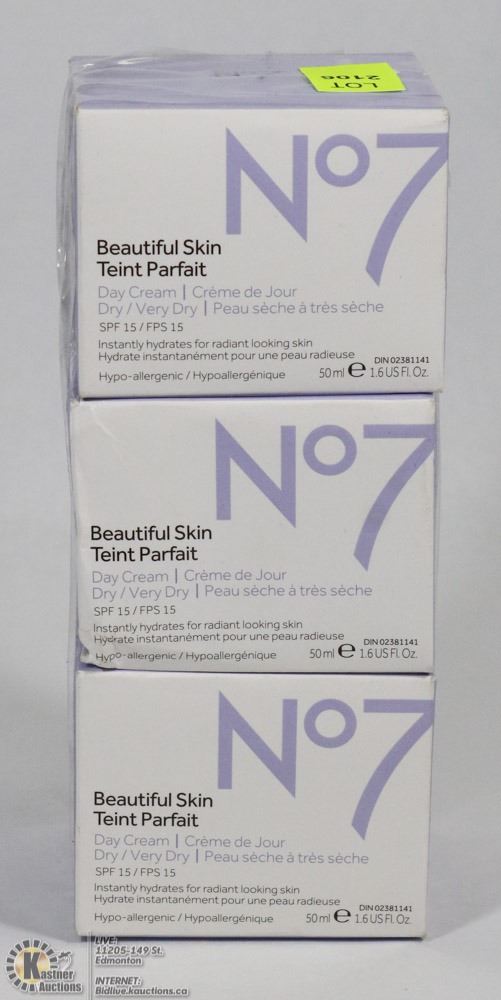 LOT
2106
Nº7
Beautiful Skin
Teint Parfait
Day Cream | Crème de Jour
Dry / Very Dry | Peau sèche à très sèche
SPF 15 / FPS 15
Instantly hydrates for radiant looking skin
Hydrate instantanément pour une peau radieuse
DIN 02381141
Hypo-allergenic / Hypoallergénique 50 ml e 1.6 US Fl. Oz.
Nº7
Beautiful Skin
Teint Parfait
Day Cream | Crème de Jour
Dry / Very Dry | Peau sèche à très sèche
SPF 15 / FPS 15
Instantly hydrates for radiant looking skin
Hydrate instantanément pour une peau radieuse
DIN 02381141
Hypo-allergenic / Hypoallergénique 50 ml e 1.6 US Fl. Oz.
Nº7
Beautiful Skin
Teint Parfait
Day Cream | Crème de Jour
Dry / Very Dry | Peau sèche à très sèche
SPF 15 / FPS 15
Instantly hydrates for radiant looking skin
Hydrate instantanément pour une peau radieuse
DIN 02381141
Hypo-allergenic / Hypoallergénique 50 ml e 1.6 US Fl. Oz.
K
Kastner
Auctions
LIVE:
11205-149 St.
Edmonton
INTERNET:
Bidlive.kauctions.ca